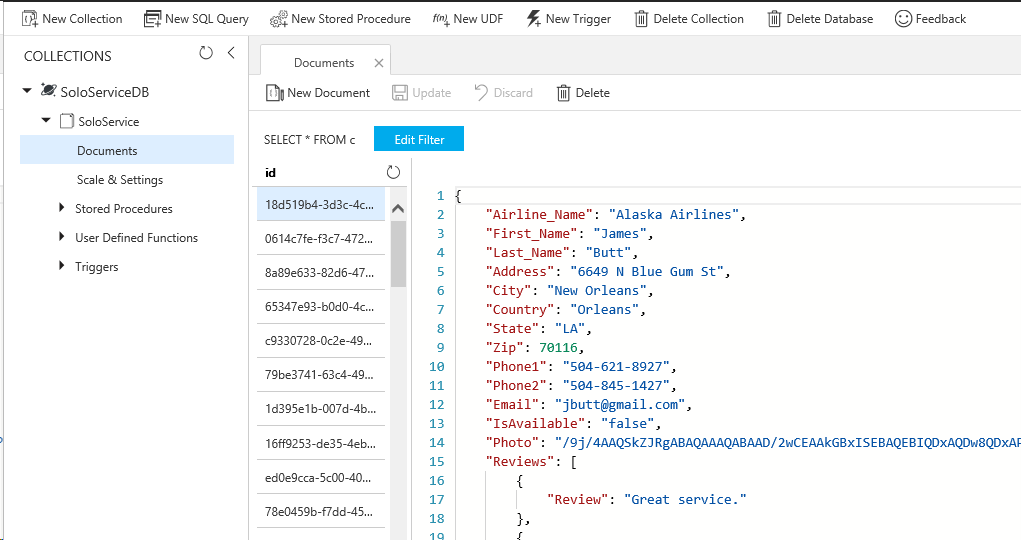 New Collection New SQL Query New Stored Procedure f(n) New UDF New Trigger Delete Collection Delete Database Feedback
COLLECTIONS
SoloServiceDB
SoloService
Documents
Scale & Settings
Stored Procedures
User Defined Functions
Triggers
Documents
New Document Update Discard Delete
SELECT * FROM c Edit Filter
id
18d519b4-3d3c-4c...
0614c7fe-f3c7-472...
8a89e633-82d6-47...
65347e93-b0d0-4c...
c9330728-0c2e-49...
79be3741-63c4-49...
1d395e1b-007d-4b...
16ff9253-de35-4eb...
ed0e9cca-5c00-40...
78e0459b-f7dd-45...
1 {
2 "Airline_Name": "Alaska Airlines",
3 "First_Name": "James",
4 "Last_Name": "Butt",
5 "Address": "6649 N Blue Gum St",
6 "City": "New Orleans",
7 "Country": "Orleans",
8 "State": "LA",
9 "Zip": 70116,
10 "Phone1": "504-621-8927",
11 "Phone2": "504-845-1427",
12 "Email": "jbutt@gmail.com",
13 "IsAvailable": "false",
14 "Photo": "/9j/4AAQSkZJRgABAQAAAQABAAD/2wCEAAkGBxISEBAQEBIQDxAQDw8QDxAP
15 "Reviews": [
16 {
17 "Review": "Great service."
18 },
19 {